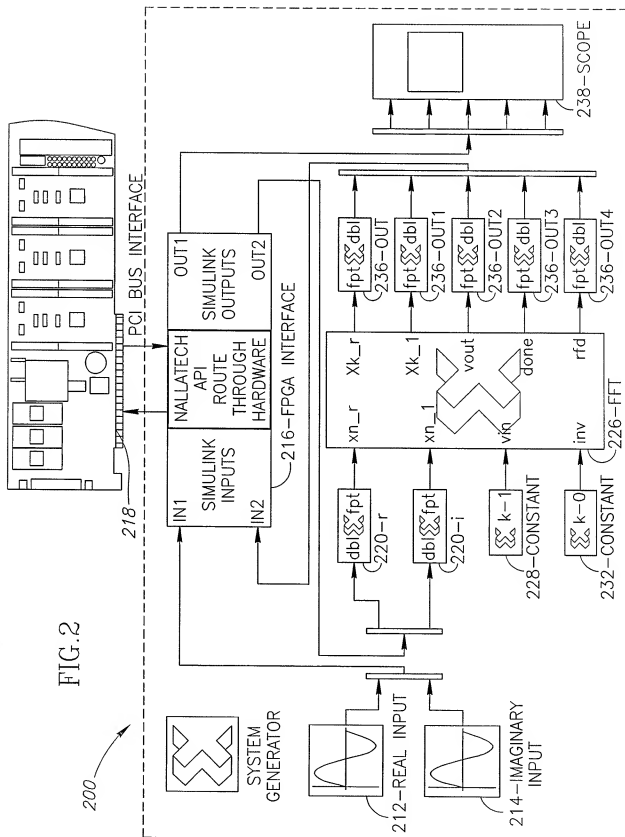 FIG.2
200
218
PCI BUS INTERFACE
SYSTEM
GENERATOR
212-REAL INPUT
214-IMAGINARY
INPUT
IN1
IN2
SIMULINK
INPUTS
NALLATECH
API
ROUTE
THROUGH
HARDWARE
SIMULINK
OUTPUTS
OUT1
OUT2
216-FPGA INTERFACE
dbl fpt
220-r
dbl fpt
220-i
k-1
228-CONSTANT
k-0
232-CONSTANT
xn_r
xn_1
vin
inv
Xk_r
Xk_1
vout
done
rfd
226-FFT
fpt dbl
236-OUT
fpt dbl
236-OUT1
fpt dbl
236-OUT2
fpt dbl
236-OUT3
fpt dbl
236-OUT4
238-SCOPE